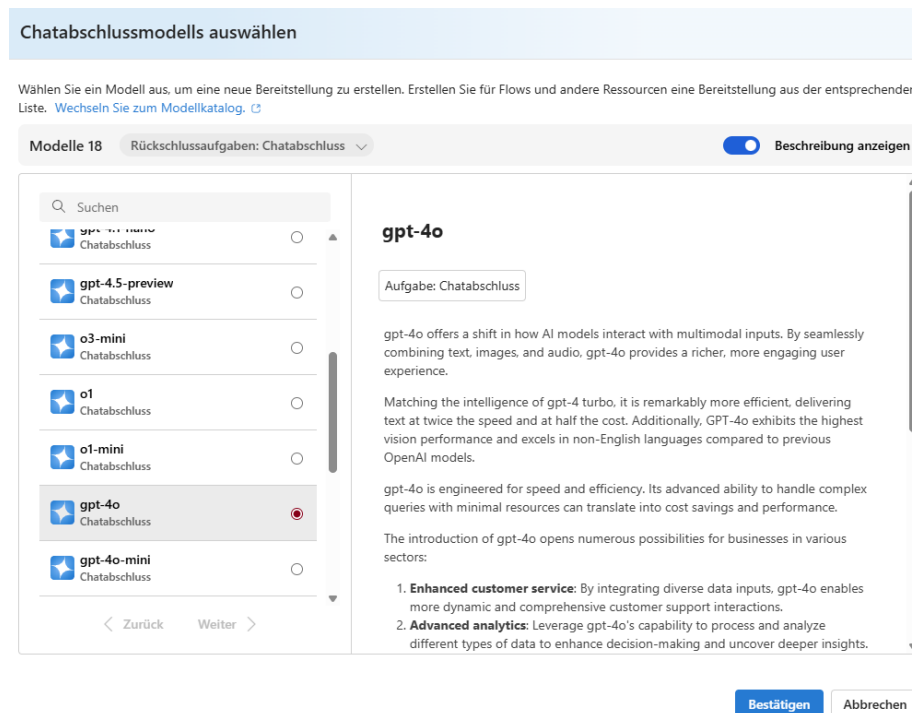 Chatabschlussmodells auswählen
Wählen Sie ein Modell aus, um eine neue Bereitstellung zu erstellen. Erstellen Sie für Flows und andere Ressourcen eine Bereitstellung aus der entsprechenden
Liste. Wechseln Sie zum Modellkatalog.
Modelle 18 Rückschlussaufgaben: Chatabschluss Beschreibung anzeigen
Suchen
gpt-4.1-nano
Chatabschluss
gpt-4.5-preview
Chatabschluss
o3-mini
Chatabschluss
o1
Chatabschluss
o1-mini
Chatabschluss
gpt-4o
Chatabschluss
gpt-4o-mini
Chatabschluss
Zurück Weiter
gpt-4o
Aufgabe: Chatabschluss
gpt-4o offers a shift in how AI models interact with multimodal inputs. By seamlessly
combining text, images, and audio, gpt-4o provides a richer, more engaging user
experience.
Matching the intelligence of gpt-4 turbo, it is remarkably more efficient, delivering
text at twice the speed and at half the cost. Additionally, GPT-4o exhibits the highest
vision performance and excels in non-English languages compared to previous
OpenAI models.
gpt-4o is engineered for speed and efficiency. Its advanced ability to handle complex
queries with minimal resources can translate into cost savings and performance.
The introduction of gpt-4o opens numerous possibilities for businesses in various
sectors:
1. Enhanced customer service: By integrating diverse data inputs, gpt-4o enables
more dynamic and comprehensive customer support interactions.
2. Advanced analytics: Leverage gpt-4o's capability to process and analyze
different types of data to enhance decision-making and uncover deeper insights.
Bestätigen Abbrechen